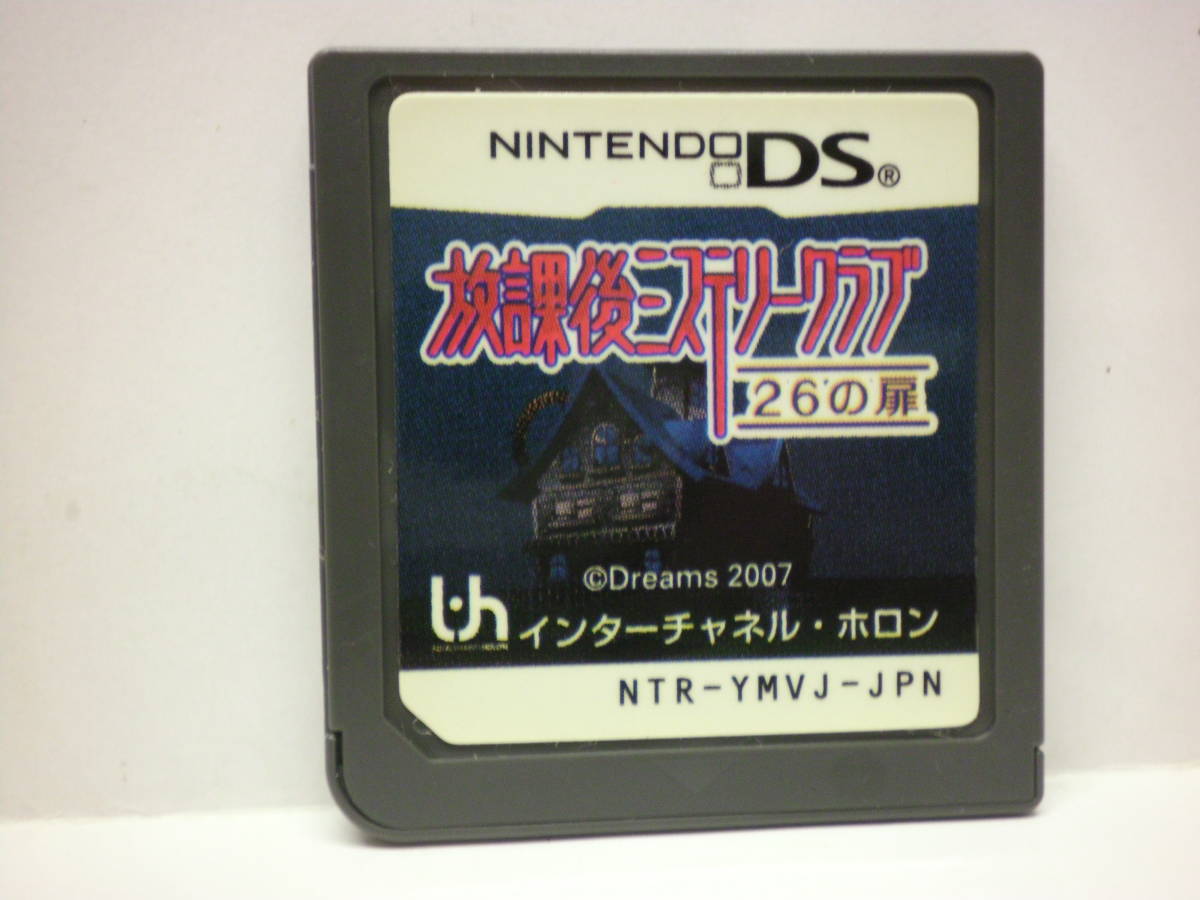 NINTENDO DS®
放課後ミステリークラブ
26の扉
©Dreams 2007
インターチャネル・ホロン
NTR-YMVJ-JPN